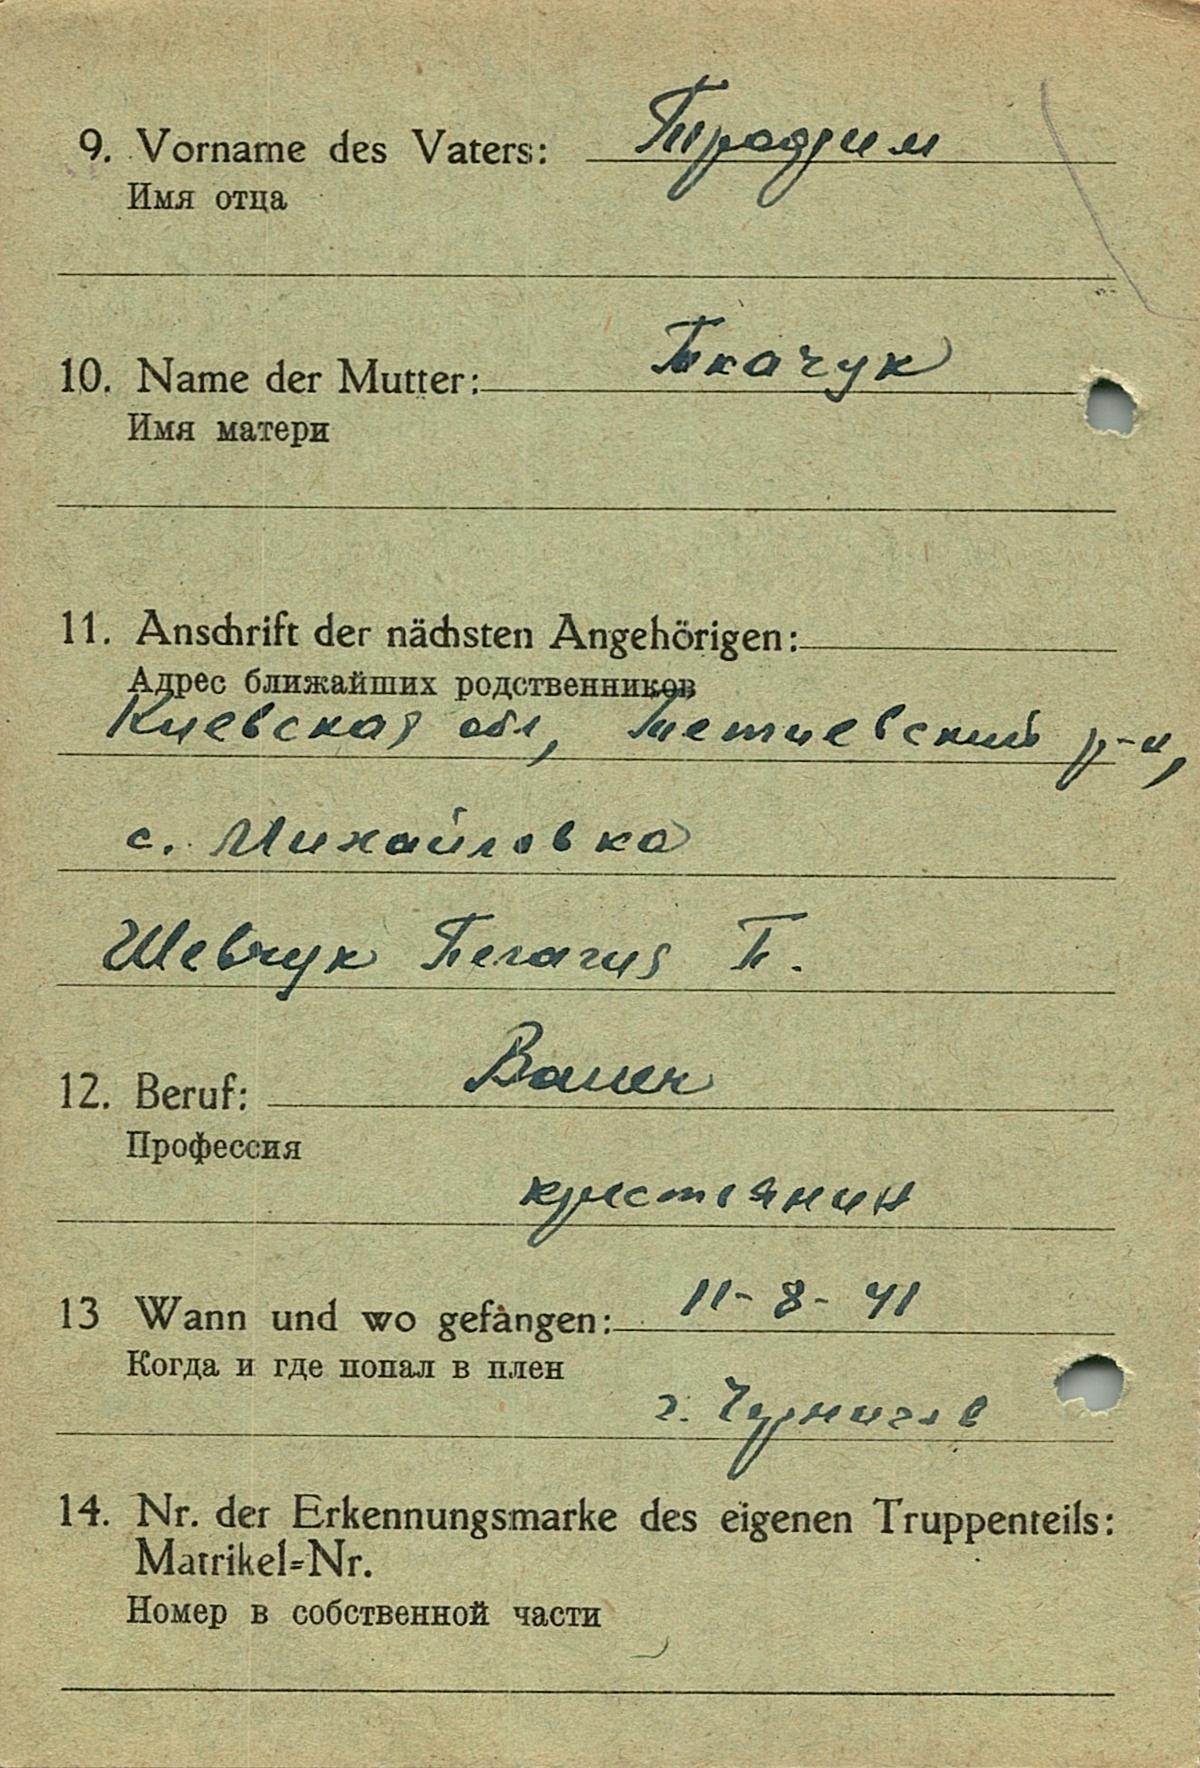 9. Vorname des Vaters: Трофим
Имя отца
10. Name der Mutter: Ткачук
Имя матери
11. Anschrift der nächsten Angehörigen:
Адрес ближайших родственников
Киевская обл, Тетиевский р-н,
с. Михайловка
Шевчук Пелагия П.
12. Beruf: Bauer
Профессия
крестьянин
13 Wann und wo gefangen: 11-8-41
Когда и где попал в плен
г. Чернигов
14. Nr. der Erkennungsmarke des eigenen Truppenteils:
Matrikel=Nr.
Номер в собственной части